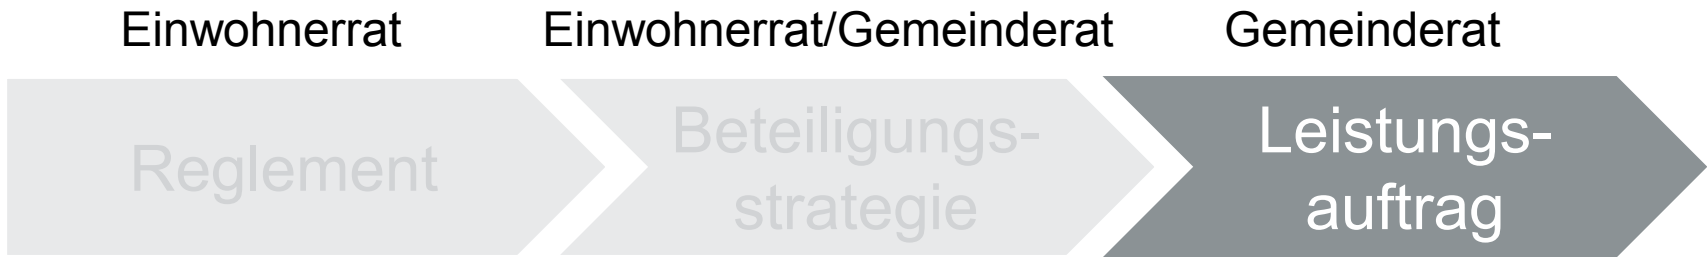 Einwohnerrat Einwohnerrat/Gemeinderat Gemeinderat
Reglement
Beteiligungs-
strategie
Leistungs-
auftrag